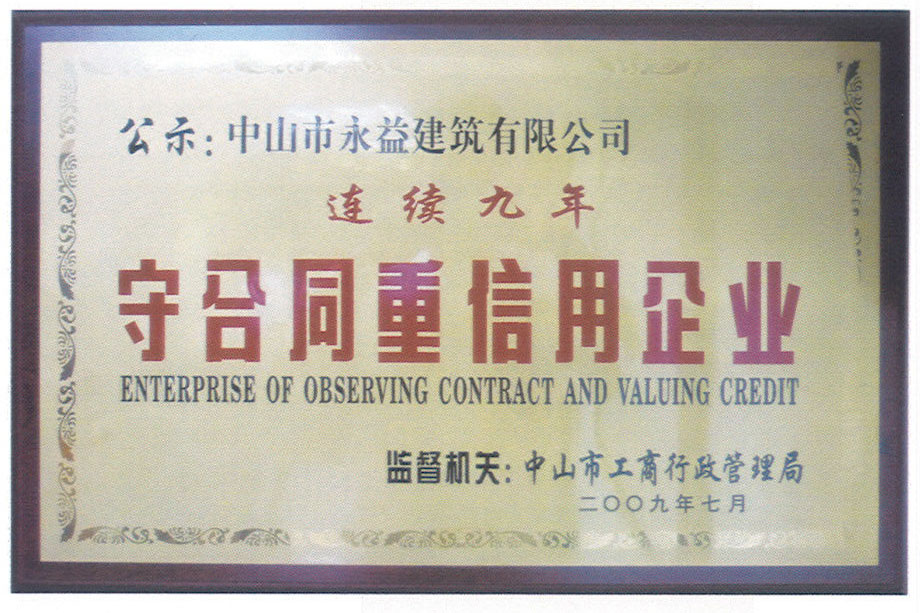 公示：中山市永益建筑有限公司
连续九年
守合同重信用企业
ENTERPRISE OF OBSERVING CONTRACT AND VALUING CREDIT
监督机关：中山市工商行政管理局
二〇〇九年七月